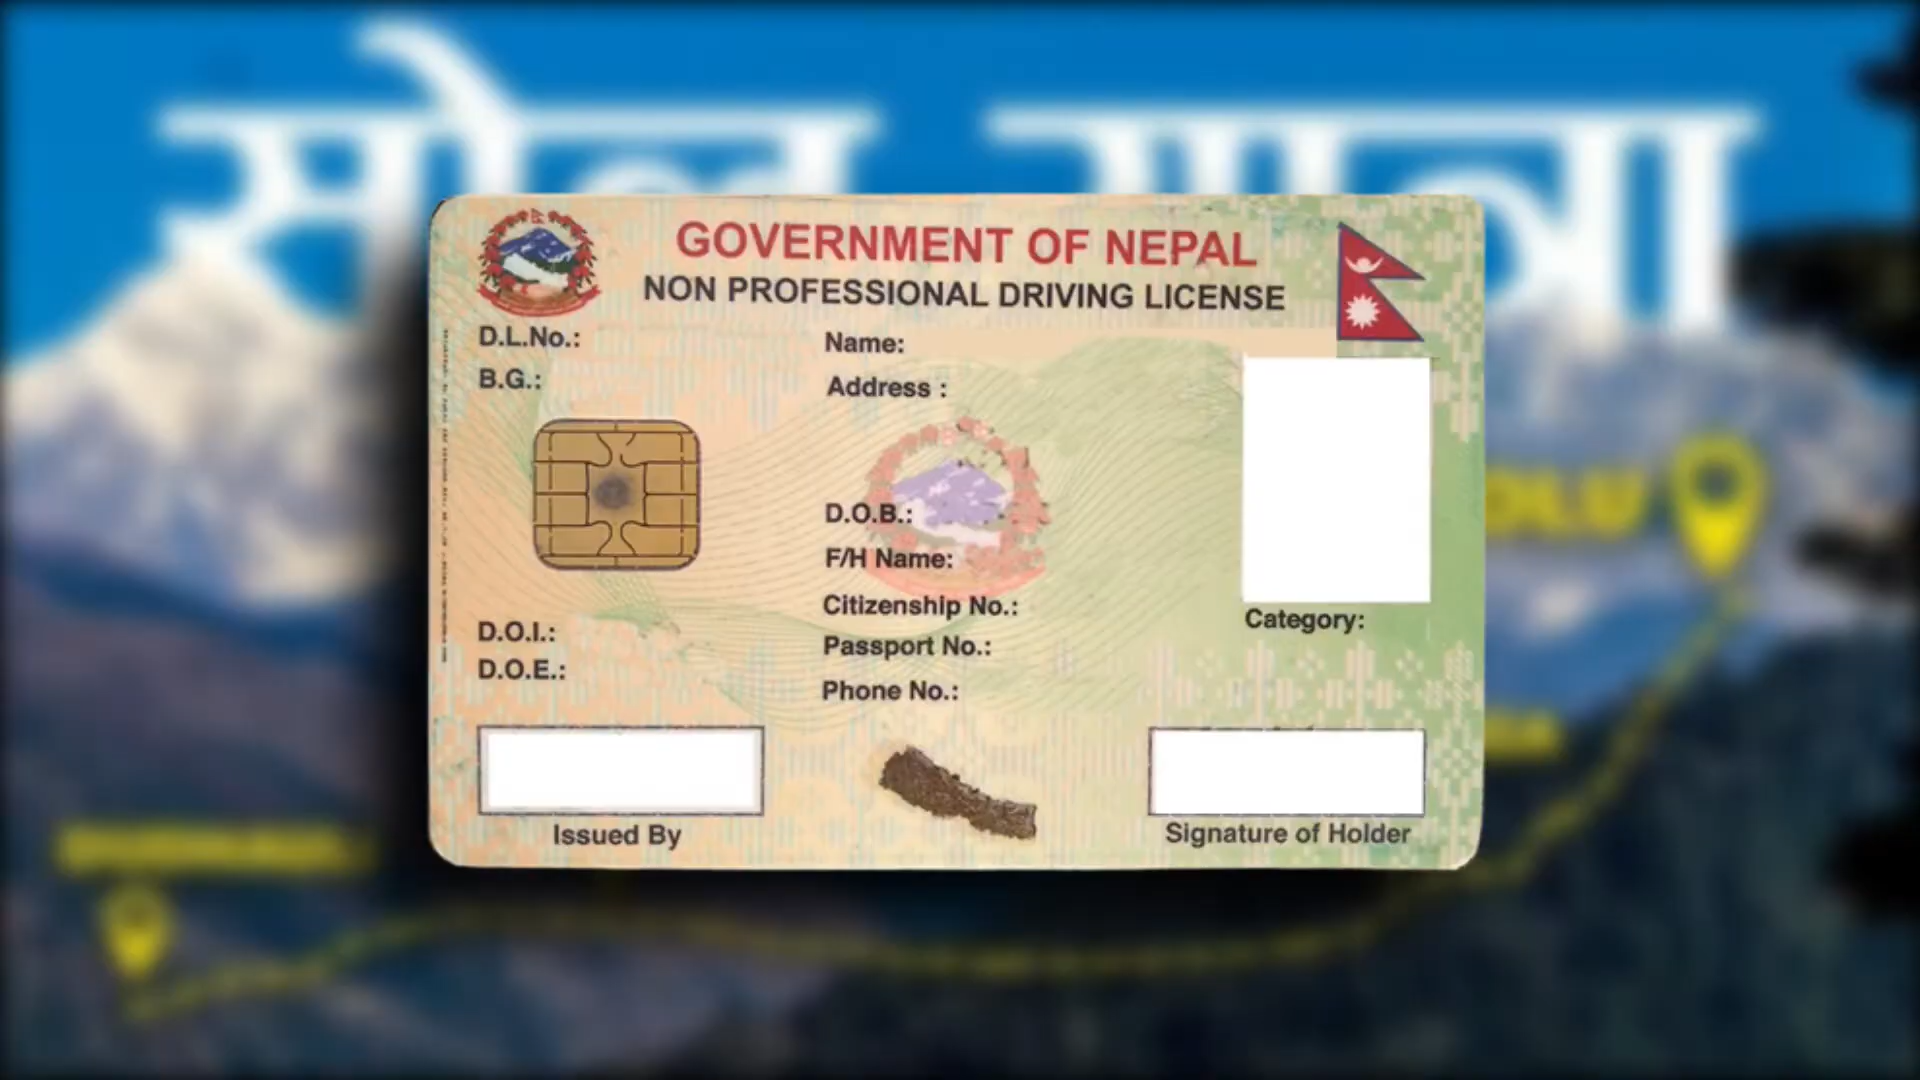 GOVERNMENT OF NEPAL
NON PROFESSIONAL DRIVING LICENSE
D.L.No.:
B.G.:
Name:
Address :
D.O.B.:
F/H Name:
Citizenship No.:
Passport No.:
Phone No.:
D.O.I.:
D.O.E.:
Category:
Issued By
Signature of Holder